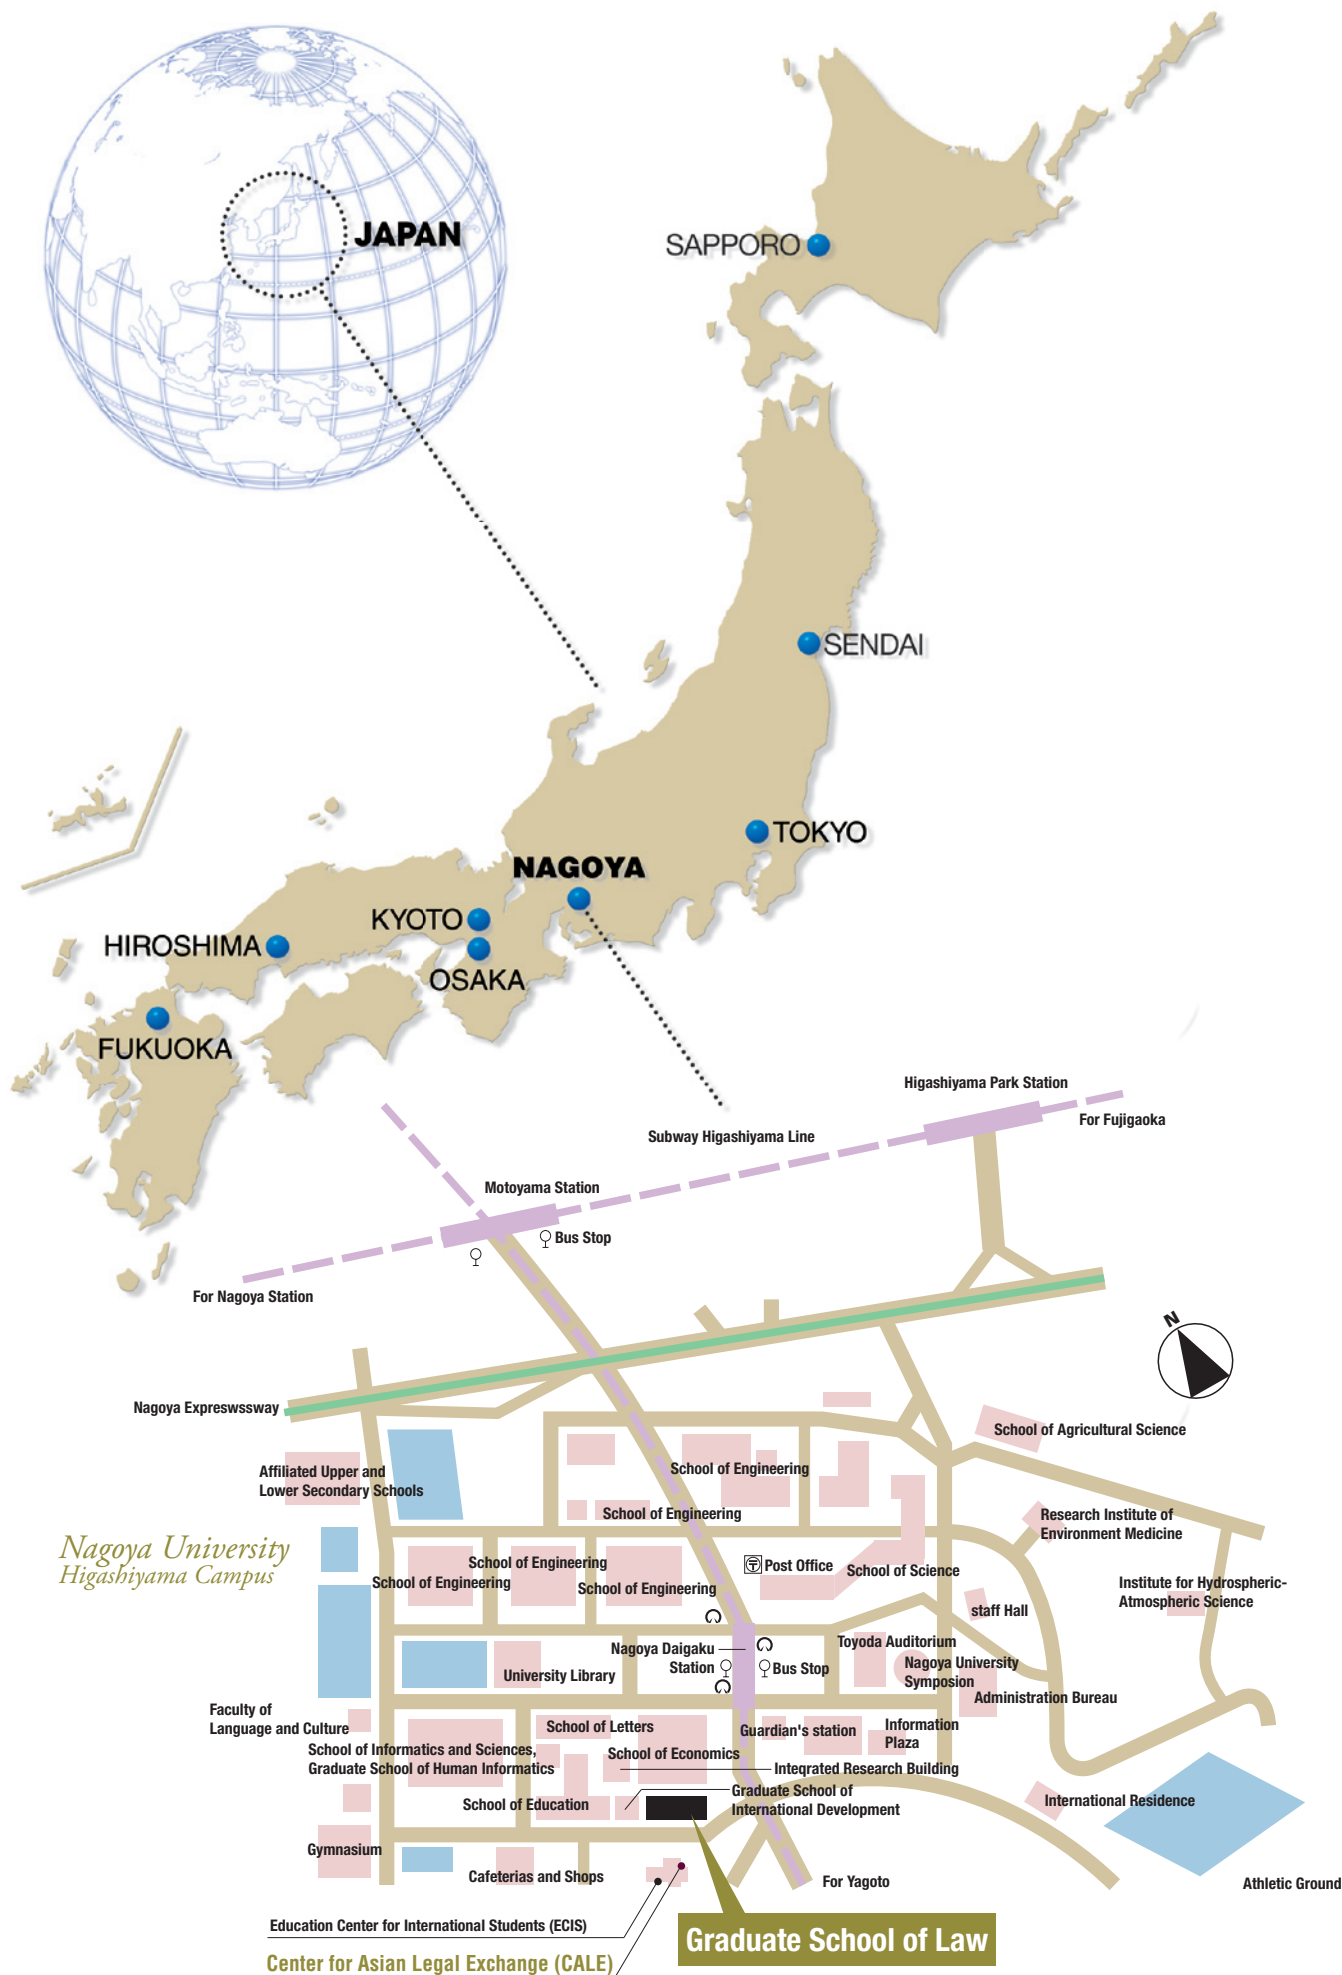 JAPAN
SAPPORO
SENDAI
TOKYO
NAGOYA
KYOTO
HIROSHIMA
OSAKA
FUKUOKA
Higashiyama Park Station
For Fujigaoka
Subway Higashiyama Line
Motoyama Station
Bus Stop
For Nagoya Station
N
Nagoya Expreswssway
School of Agricultural Science
Affiliated Upper and
Lower Secondary Schools
School of Engineering
School of Engineering
Research Institute of
Environment Medicine
Nagoya University
Higashiyama Campus
School of Engineering
School of Engineering
School of Engineering
〒
Post Office
School of Science
Institute for Hydrospheric-
Atmospheric Science
staff Hall
Nagoya Daigaku
Station
Bus Stop
Toyoda Auditorium
Nagoya University
Symposion
University Library
Administration Bureau
Faculty of
Language and Culture
School of Letters
Guardian's station
Information
Plaza
School of Informatics and Sciences,
Graduate School of Human Informatics
School of Economics
Inteqrated Research Building
Graduate School of
International Development
School of Education
International Residence
Gymnasium
Cafeterias and Shops
For Yagoto
Athletic Ground
Education Center for International Students (ECIS)
Graduate School of Law
Center for Asian Legal Exchange (CALE)